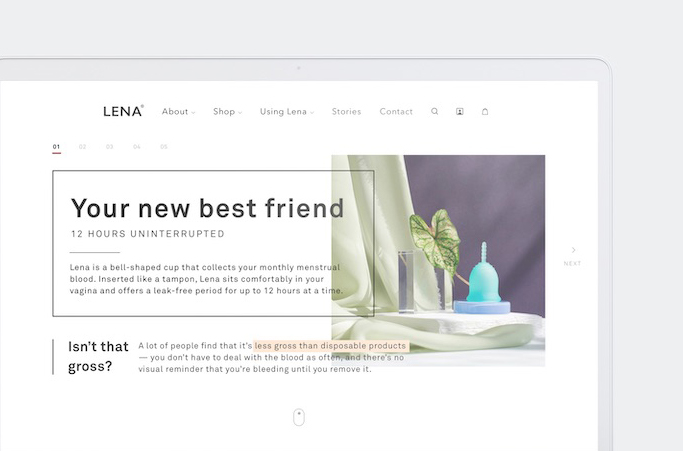 LENA®
About
Shop
Using Lena
Stories
Contact
01
02
03
04
05
Your new best friend
12 HOURS UNINTERRUPTED
Lena is a bell-shaped cup that collects your monthly menstrual
blood. Inserted like a tampon, Lena sits comfortably in your
vagina and offers a leak-free period for up to 12 hours at a time.
NEXT
Isn't that
gross?
A lot of people find that it's less gross than disposable products
— you don't have to deal with the blood as often, and there's no
visual reminder that you're bleeding until you remove it.